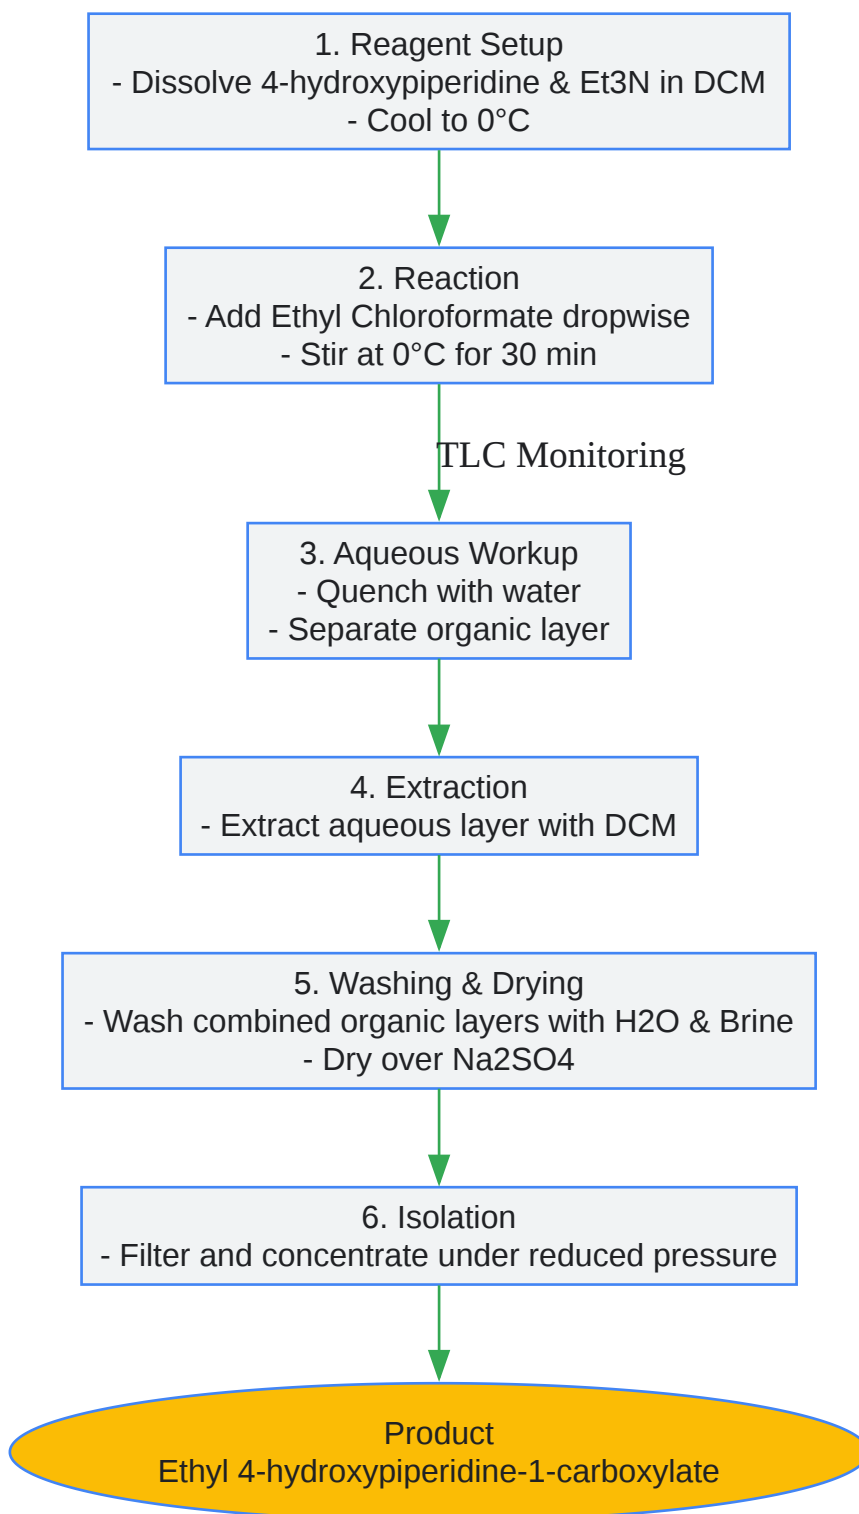 1. Reagent Setup
- Dissolve 4-hydroxypiperidine & Et3N in DCM
- Cool to 0°C
2. Reaction
- Add Ethyl Chloroformate dropwise
- Stir at 0°C for 30 min
TLC Monitoring
3. Aqueous Workup
- Quench with water
- Separate organic layer
4. Extraction
- Extract aqueous layer with DCM
5. Washing & Drying
- Wash combined organic layers with H2O & Brine
- Dry over Na2SO4
6. Isolation
- Filter and concentrate under reduced pressure
Product
Ethyl 4-hydroxypiperidine-1-carboxylate